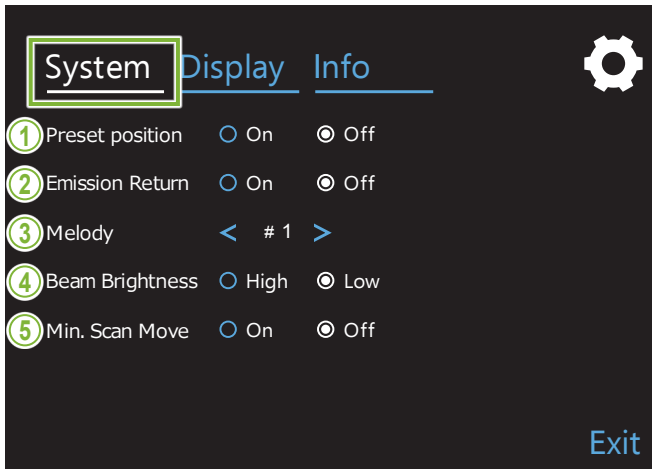 System Display Info
1 Preset position On Off
2 Emission Return On Off
3 Melody < # 1 >
4 Beam Brightness High Low
5 Min. Scan Move On Off
Exit